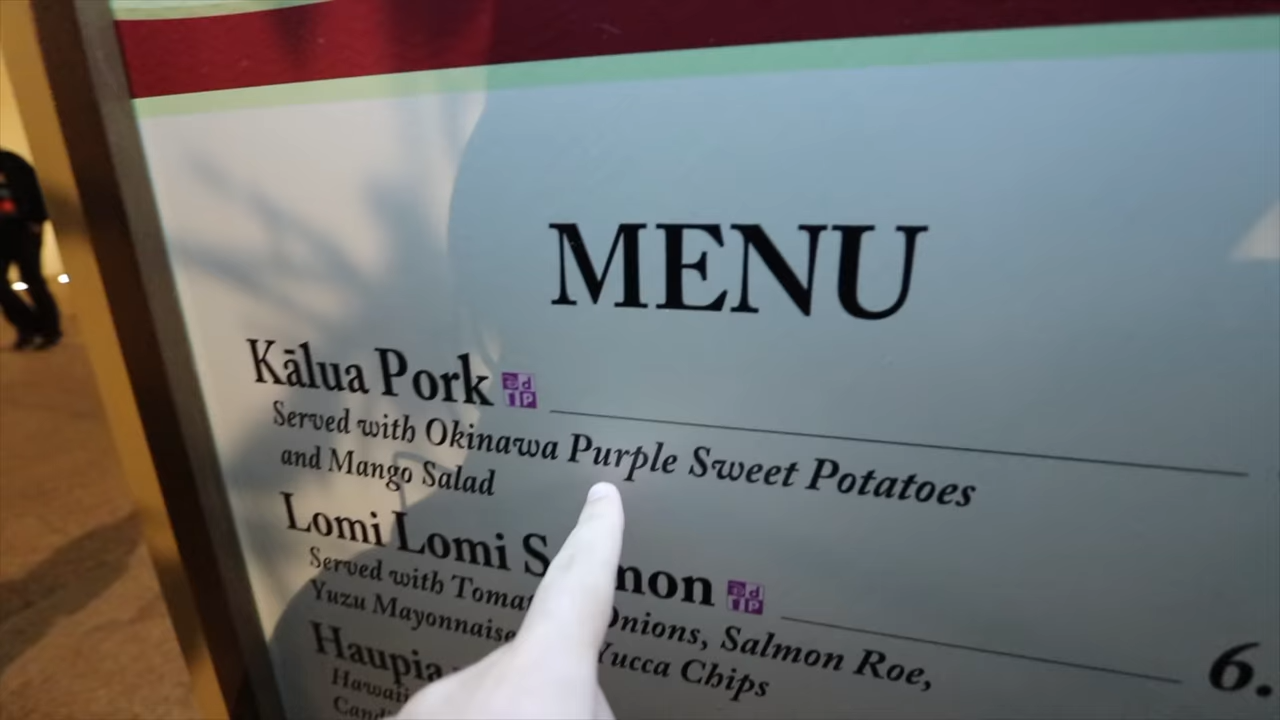 MENU
Kālua Pork
Served with Okinawa Purple Sweet Potatoes
and Mango Salad
Lomi Lomi
Served with Onions, Salmon Roe,
Yuzu Mayonnaise Yucca Chips
6.
Haupia